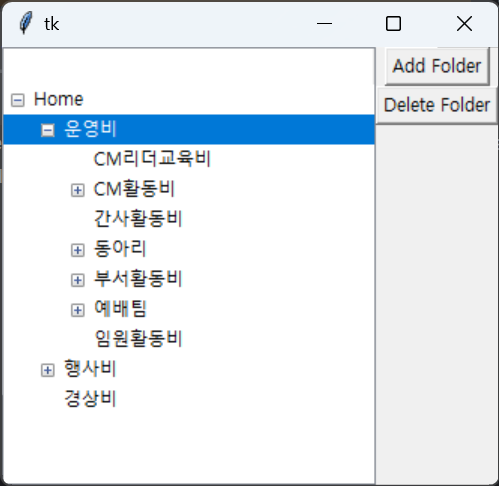 tk
Add Folder
Delete Folder
Home
운영비
CM리더교육비
CM활동비
간사활동비
동아리
부서활동비
예배팀
임원활동비
행사비
경상비